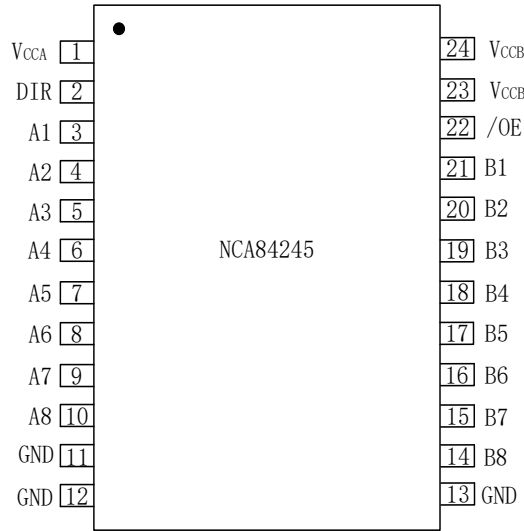 VCCA 1 24 VCCB
DIR 2 23 VCCB
A1 3 22 /OE
A2 4 21 B1
A3 5 20 B2
A4 6 NCA84245 19 B3
A5 7 18 B4
A6 8 17 B5
A7 9 16 B6
A8 10 15 B7
GND 11 14 B8
GND 12 13 GND